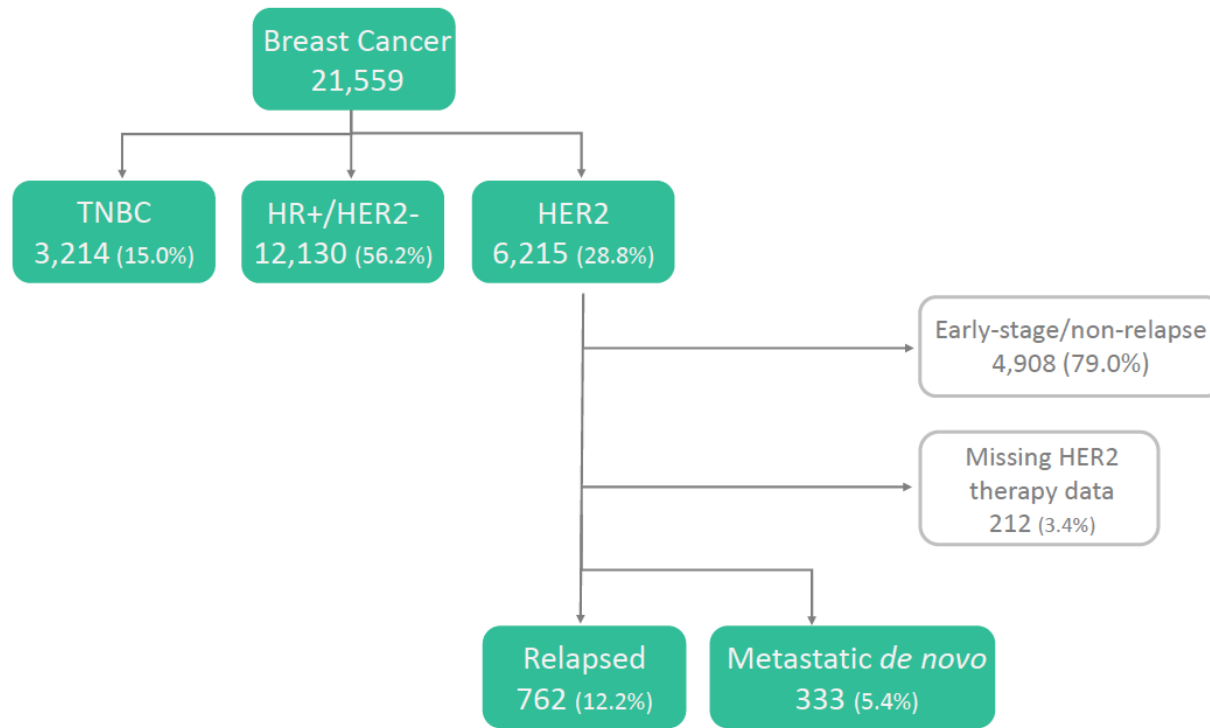 Breast Cancer
21,559
TNBC
3,214 (15.0%)
HR+/HER2-
12,130 (56.2%)
HER2
6,215 (28.8%)
Early-stage/non-relapse
4,908 (79.0%)
Missing HER2
therapy data
212 (3.4%)
Relapsed
762 (12.2%)
Metastatic de novo
333 (5.4%)